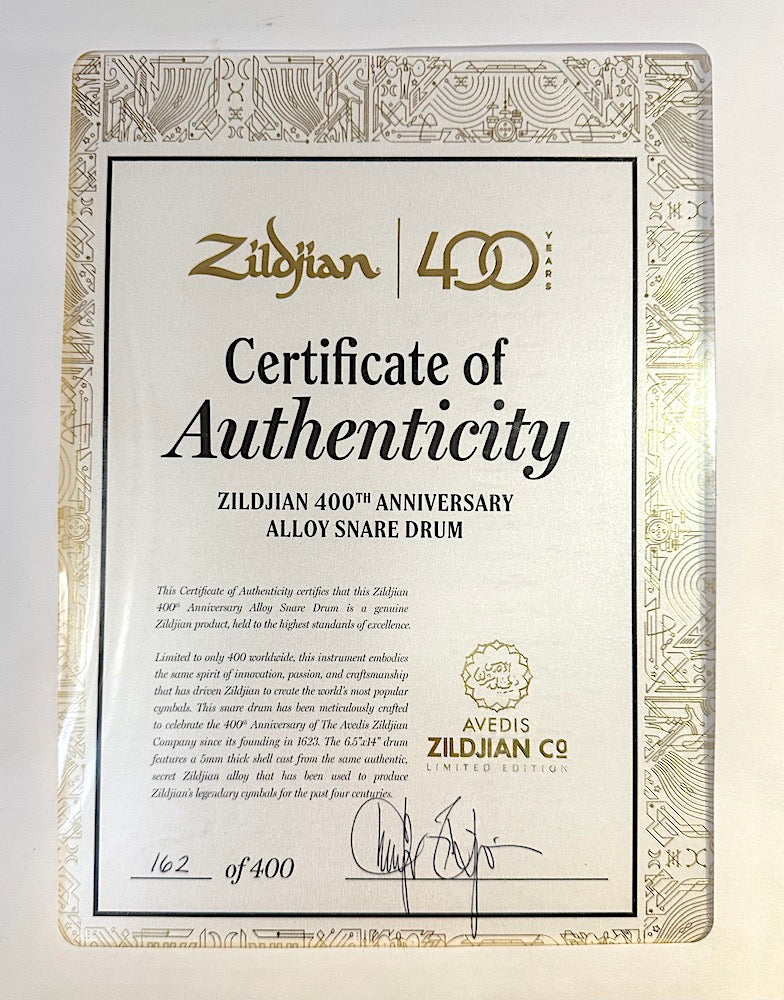 Zildjian 400 YEARS
Certificate of
Authenticity
ZILDJIAN 400TH ANNIVERSARY
ALLOY SNARE DRUM
This Certificate of Authenticity certifies that this Zildjian
400th Anniversary Alloy Snare Drum is a genuine
Zildjian product, held to the highest standards of excellence.
Limited to only 400 worldwide, this instrument embodies
the same spirit of innovation, passion, and craftsmanship
that has driven Zildjian to create the world's most popular
cymbals. This snare drum has been meticulously crafted
to celebrate the 400th Anniversary of The Avedis Zildjian
Company since its founding in 1623. The 6.5"x14" drum
features a 5mm thick shell cast from the same authentic,
secret Zildjian alloy that has been used to produce
Zildjian's legendary cymbals for the past four centuries.
AVEDIS
ZILDJIAN Co
LIMITED EDITION
162 of 400